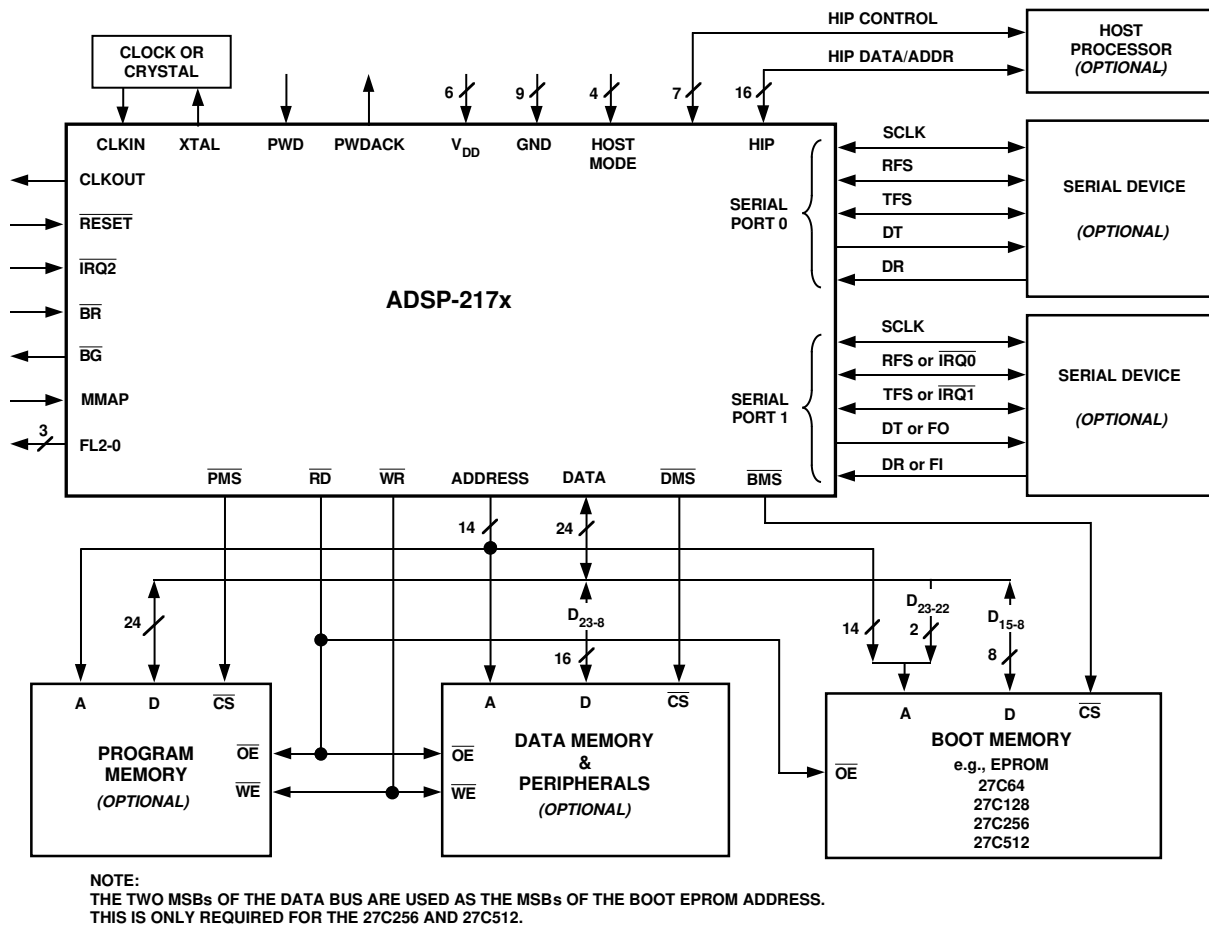 HIP CONTROL
HIP DATA/ADDR
HOST
PROCESSOR
(OPTIONAL)
CLOCK OR
CRYSTAL
6
9
4
7
16
CLKIN
XTAL
PWD
PWDACK
VDD
GND
HOST
MODE
HIP
CLKOUT
RESET
IRQ2
BR
BG
MMAP
3
FL2-0
ADSP-217x
SERIAL
PORT 0
SCLK
RFS
TFS
DT
DR
SERIAL DEVICE
(OPTIONAL)
SERIAL
PORT 1
SCLK
RFS or IRQ0
TFS or IRQ1
DT or FO
DR or FI
SERIAL DEVICE
(OPTIONAL)
PMS
RD
WR
ADDRESS
DATA
DMS
BMS
14
24
24
D23-8
16
14
D23-22
2
D15-8
8
A
D
CS
PROGRAM
MEMORY
(OPTIONAL)
OE
WE
A
D
CS
OE
WE
DATA MEMORY
&
PERIPHERALS
(OPTIONAL)
A
D
CS
OE
BOOT MEMORY
e.g., EPROM
27C64
27C128
27C256
27C512
NOTE:
THE TWO MSBs OF THE DATA BUS ARE USED AS THE MSBs OF THE BOOT EPROM ADDRESS.
THIS IS ONLY REQUIRED FOR THE 27C256 AND 27C512.